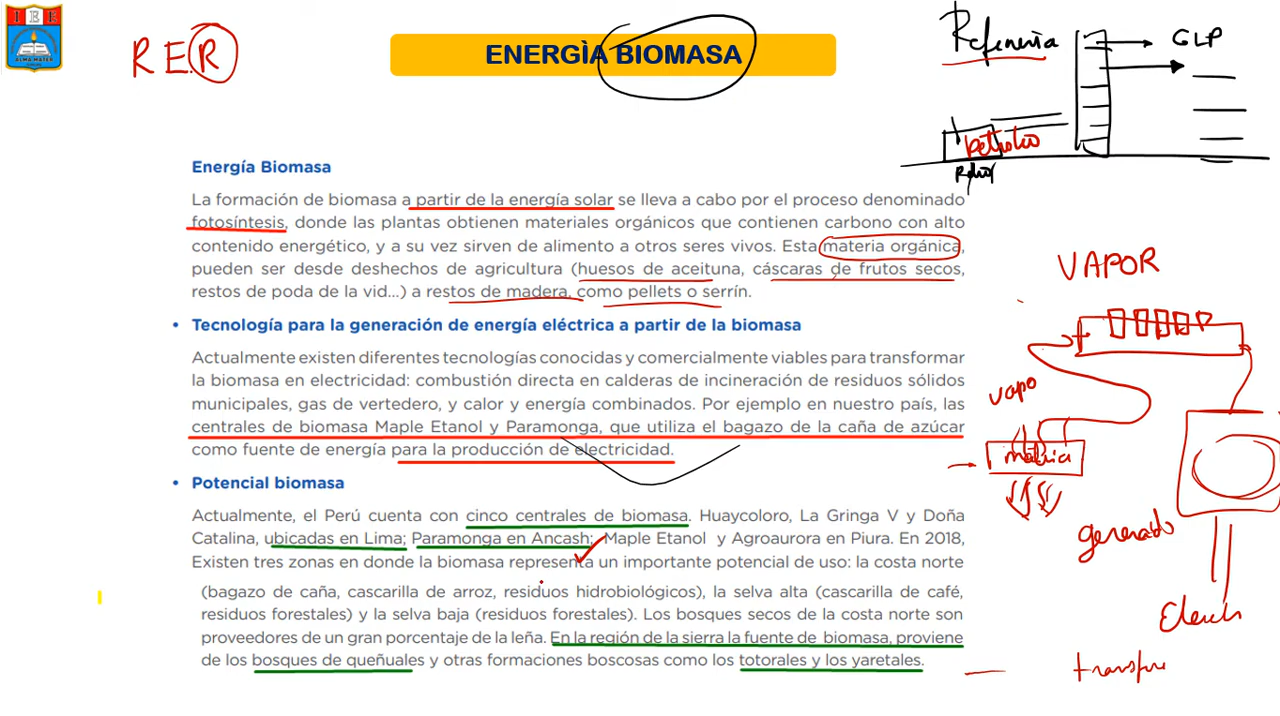 I E E
ALMA MATER
R E R
ENERGÌA BIOMASA
Refinería
GLP
Petróleo
Energía Biomasa
La formación de biomasa a partir de la energía solar se lleva a cabo por el proceso denominado
fotosíntesis, donde las plantas obtienen materiales orgánicos que contienen carbono con alto
contenido energético, y a su vez sirven de alimento a otros seres vivos. Esta materia orgánica,
pueden ser desde deshechos de agricultura (huesos de aceituna, cáscaras de frutos secos,
restos de poda de la vid...) a restos de madera, como pellets o serrín.
VAPOR
• Tecnología para la generación de energía eléctrica a partir de la biomasa
Actualmente existen diferentes tecnologías conocidas y comercialmente viables para transformar
la biomasa en electricidad: combustión directa en calderas de incineración de residuos sólidos
municipales, gas de vertedero, y calor y energía combinados. Por ejemplo en nuestro país, las
centrales de biomasa Maple Etanol y Paramonga, que utiliza el bagazo de la caña de azúcar
como fuente de energía para la producción de electricidad.
vapo
• Potencial biomasa
Actualmente, el Perú cuenta con cinco centrales de biomasa. Huaycoloro, La Gringa V y Doña
Catalina, ubicadas en Lima; Paramonga en Ancash; Maple Etanol y Agroaurora en Piura. En 2018,
Existen tres zonas en donde la biomasa representa un importante potencial de uso: la costa norte
(bagazo de caña, cascarilla de arroz, residuos hidrobiológicos), la selva alta (cascarilla de café,
residuos forestales) y la selva baja (residuos forestales). Los bosques secos de la costa norte son
proveedores de un gran porcentaje de la leña. En la región de la sierra la fuente de biomasa, proviene
de los bosques de queñuales y otras formaciones boscosas como los totorales y los yaretales.
generado
transfre